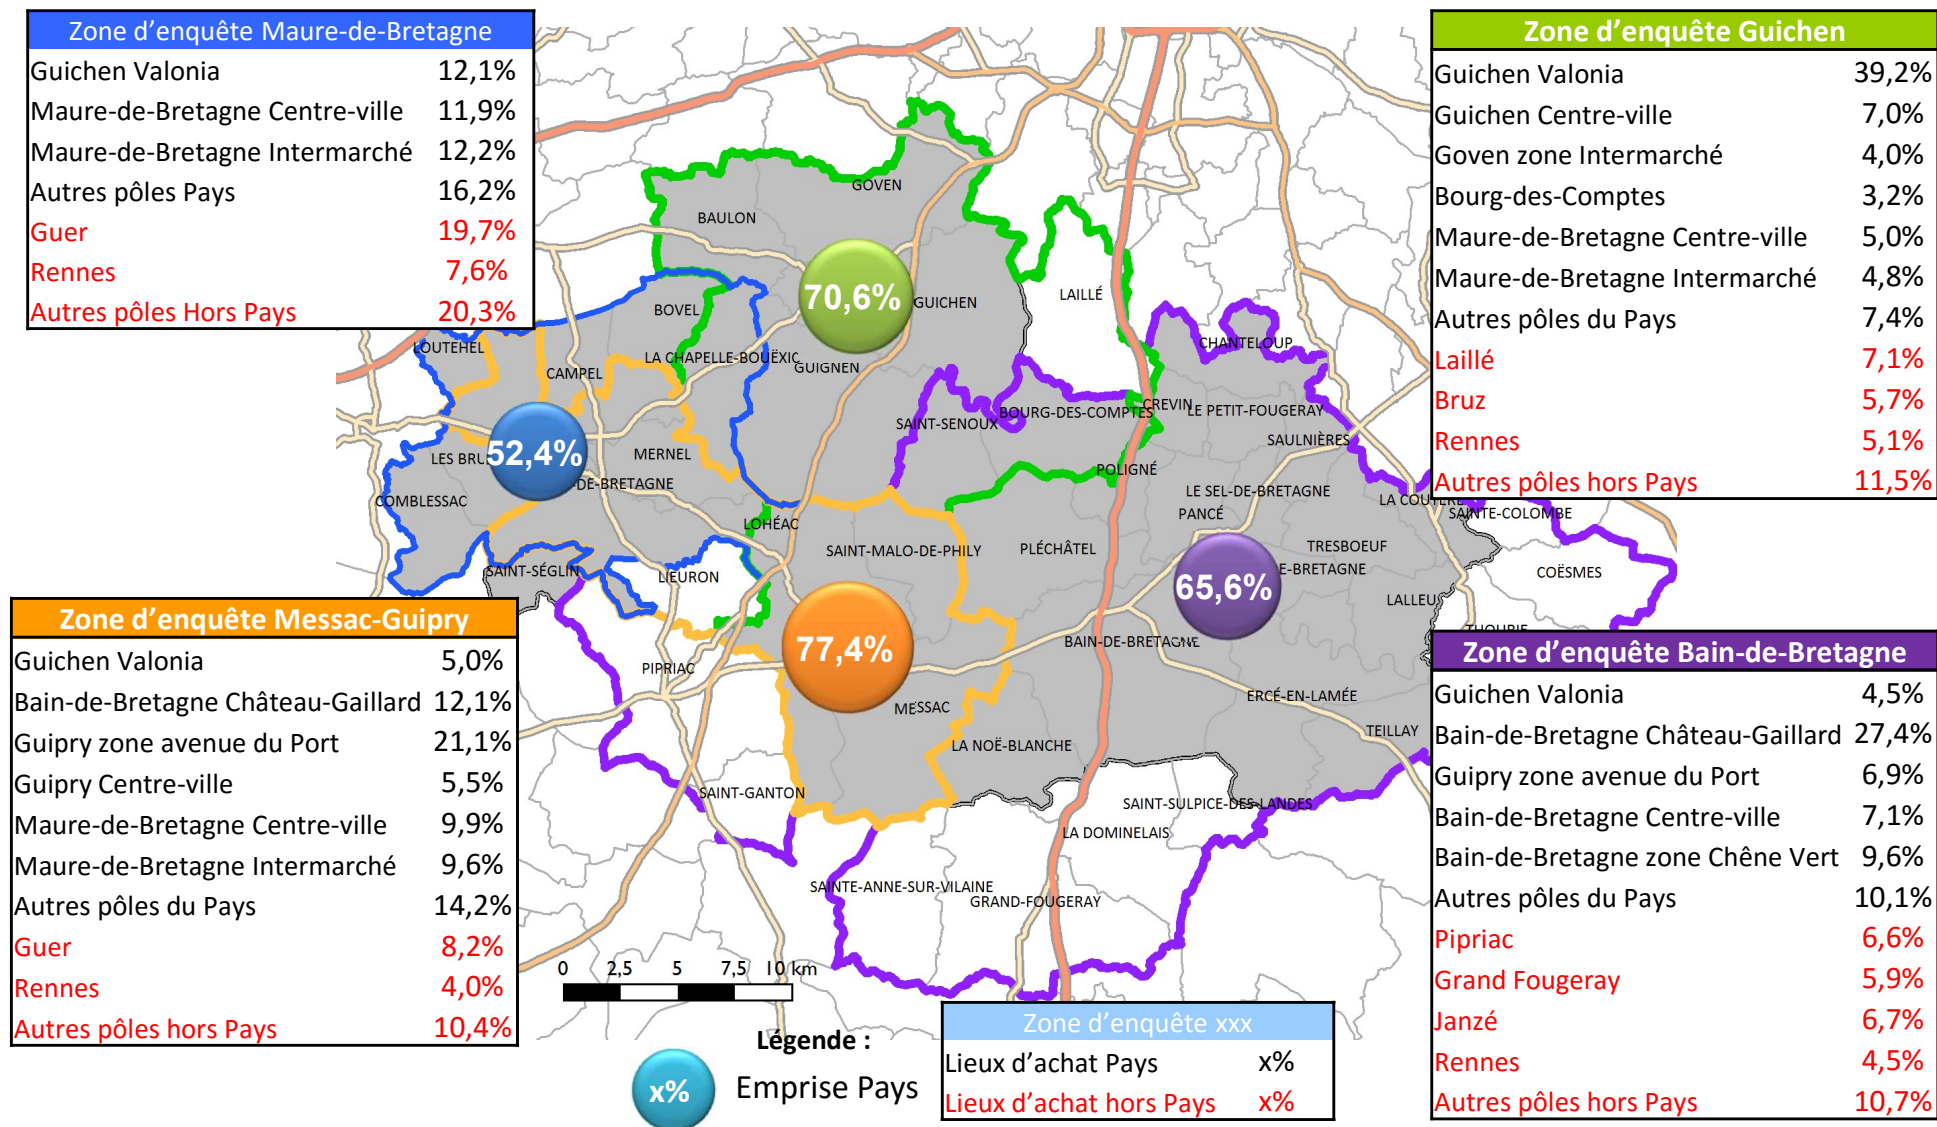 Zone d'enquête Maure-de-Bretagne
Guichen Valonia 12,1%
Maure-de-Bretagne Centre-ville 11,9%
Maure-de-Bretagne Intermarché 12,2%
Autres pôles Pays 16,2%
Guer 19,7%
Rennes 7,6%
Autres pôles Hors Pays 20,3%
Zone d'enquête Guichen
Guichen Valonia 39,2%
Guichen Centre-ville 7,0%
Goven zone Intermarché 4,0%
Bourg-des-Comptes 3,2%
Maure-de-Bretagne Centre-ville 5,0%
Maure-de-Bretagne Intermarché 4,8%
Autres pôles du Pays 7,4%
Laillé 7,1%
Bruz 5,7%
Rennes 5,1%
Autres pôles hors Pays 11,5%
GOVEN
BAULON
70,6%
GUICHEN
LAILLÉ
BOVEL
CHANTELOUP
LOUTEHEL
LA CHAPELLE-BOUËXIC
GUIGNEN
CAMPEL
SAINT-SENOUX
BOURG-DES-COMPTES
CREVIN
LE PETIT-FOUGERAY
SAULNIÈRES
LES BRU
52,4%
MERNEL
DE-BRETAGNE
POLIGNÉ
COMBLESSAC
LE SEL-DE-BRETAGNE
LA COUYÈRE
SAINTE-COLOMBE
PANCÉ
LOHÉAC
SAINT-MALO-DE-PHILY
PLÉCHÂTEL
TRESBOEUF
E-BRETAGNE
SAINT-SÉGLIN
LIEURON
COËSMES
65,6%
LALLEU
THOURIE
77,4%
BAIN-DE-BRETAGNE
PIPRIAC
MESSAC
ERCÉ-EN-LAMÉE
TEILLAY
LA NOË-BLANCHE
SAINT-GANTON
SAINT-SULPICE-DES-LANDES
LA DOMINELAIS
SAINTE-ANNE-SUR-VILAINE
GRAND-FOUGERAY
Zone d'enquête Messac-Guipry
Guichen Valonia 5,0%
Bain-de-Bretagne Château-Gaillard 12,1%
Guipry zone avenue du Port 21,1%
Guipry Centre-ville 5,5%
Maure-de-Bretagne Centre-ville 9,9%
Maure-de-Bretagne Intermarché 9,6%
Autres pôles du Pays 14,2%
Guer 8,2%
Rennes 4,0%
Autres pôles hors Pays 10,4%
Zone d'enquête Bain-de-Bretagne
Guichen Valonia 4,5%
Bain-de-Bretagne Château-Gaillard 27,4%
Guipry zone avenue du Port 6,9%
Bain-de-Bretagne Centre-ville 7,1%
Bain-de-Bretagne zone Chêne Vert 9,6%
Autres pôles du Pays 10,1%
Pipriac 6,6%
Grand Fougeray 5,9%
Janzé 6,7%
Rennes 4,5%
Autres pôles hors Pays 10,7%
0 2,5 5 7,5 10 km
Légende :
x% Emprise Pays
Zone d'enquête xxx
Lieux d'achat Pays x%
Lieux d'achat hors Pays x%